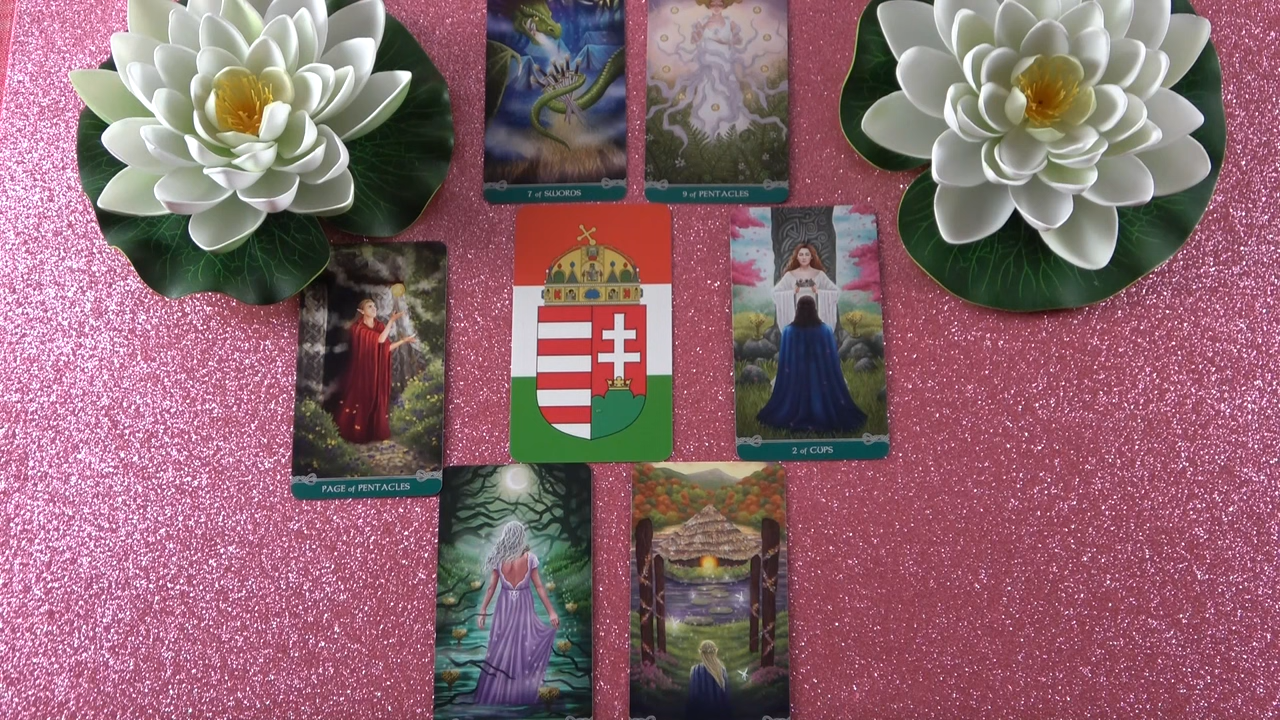 7 of SWORDS
9 of PENTACLES
2 of CUPS
PAGE of PENTACLES